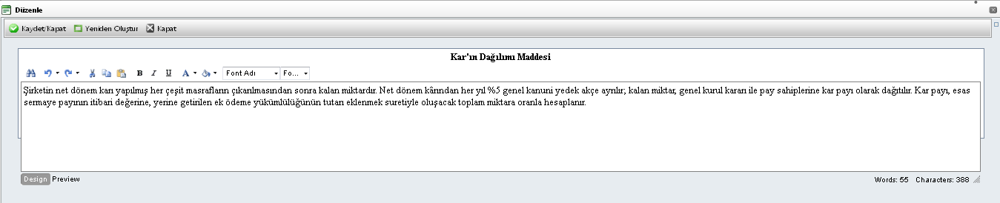 Düzenle
Kaydet/Kapat Yeniden Oluştur Kapat
Kar'ın Dağılımı Maddesi
B I U A Font Adı Fo...
Şirketin net dönem karı yapılmış her çeşit masrafların çıkarılmasından sonra kalan miktardır. Net dönem kârından her yıl %5 genel kanuni yedek akçe ayrılır; kalan miktar, genel kurul kararı ile pay sahiplerine kar payı olarak dağıtılır. Kar payı, esas
sermaye payının itibari değerine, yerine getirilen ek ödeme yükümlülüğünün tutarı eklenmek suretiyle oluşacak toplam miktara oranla hesaplanır.
Design Preview Words: 55 Characters: 388